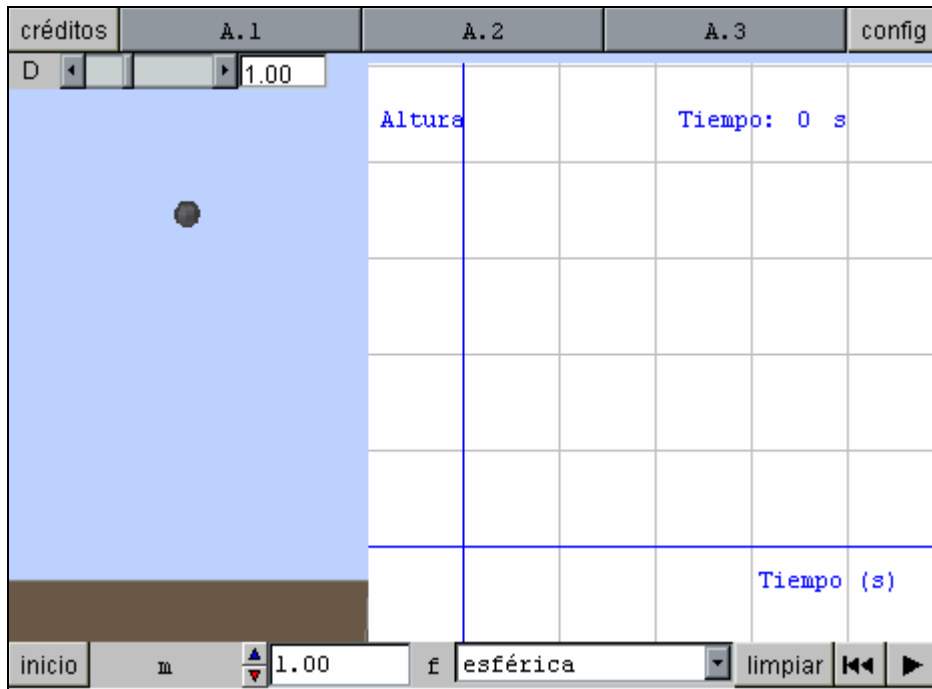 créditos A.1 A.2 A.3 config
D 1.00
Altura Tiempo: 0 s
Tiempo (s)
inicio m 1.00 f esférica limpiar